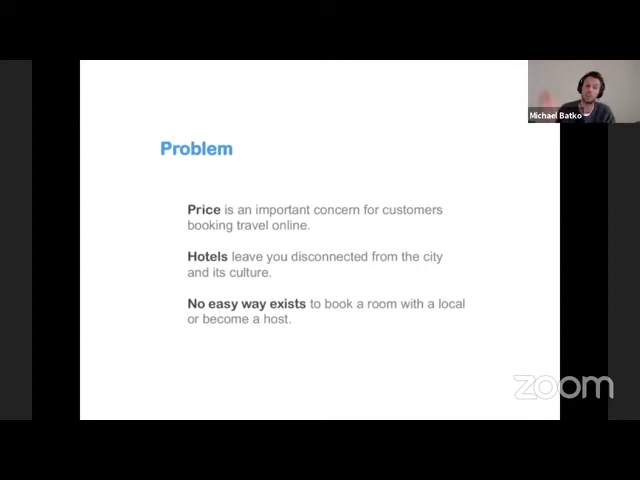 Michael Batko
Problem
Price is an important concern for customers
booking travel online.
Hotels leave you disconnected from the city
and its culture.
No easy way exists to book a room with a local
or become a host.
zoom